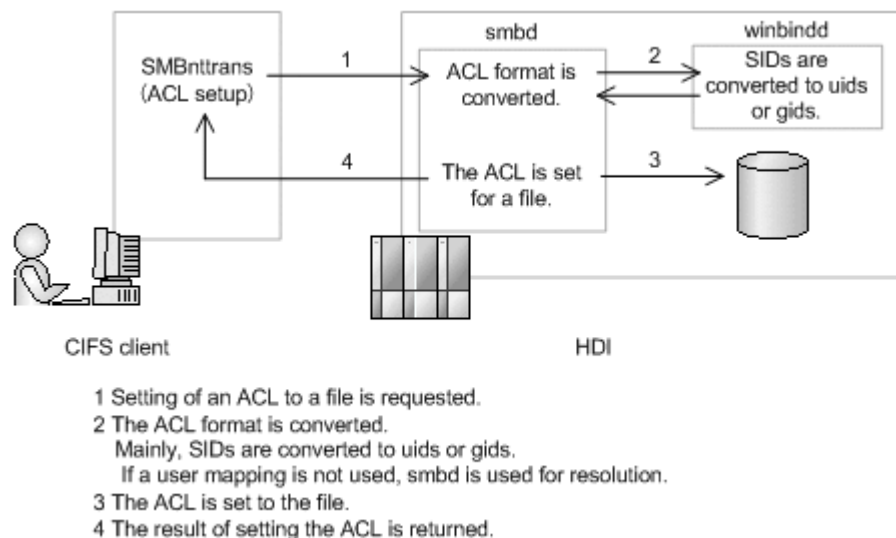 smbd
winbindd
SMBnttrans
(ACL setup)
1
ACL format is
converted.
2
SIDs are
converted to uids
or gids.
4
The ACL is set
for a file.
3
CIFS client
HDI
1 Setting of an ACL to a file is requested.
2 The ACL format is converted.
Mainly, SIDs are converted to uids or gids.
If a user mapping is not used, smbd is used for resolution.
3 The ACL is set to the file.
4 The result of setting the ACL is returned.